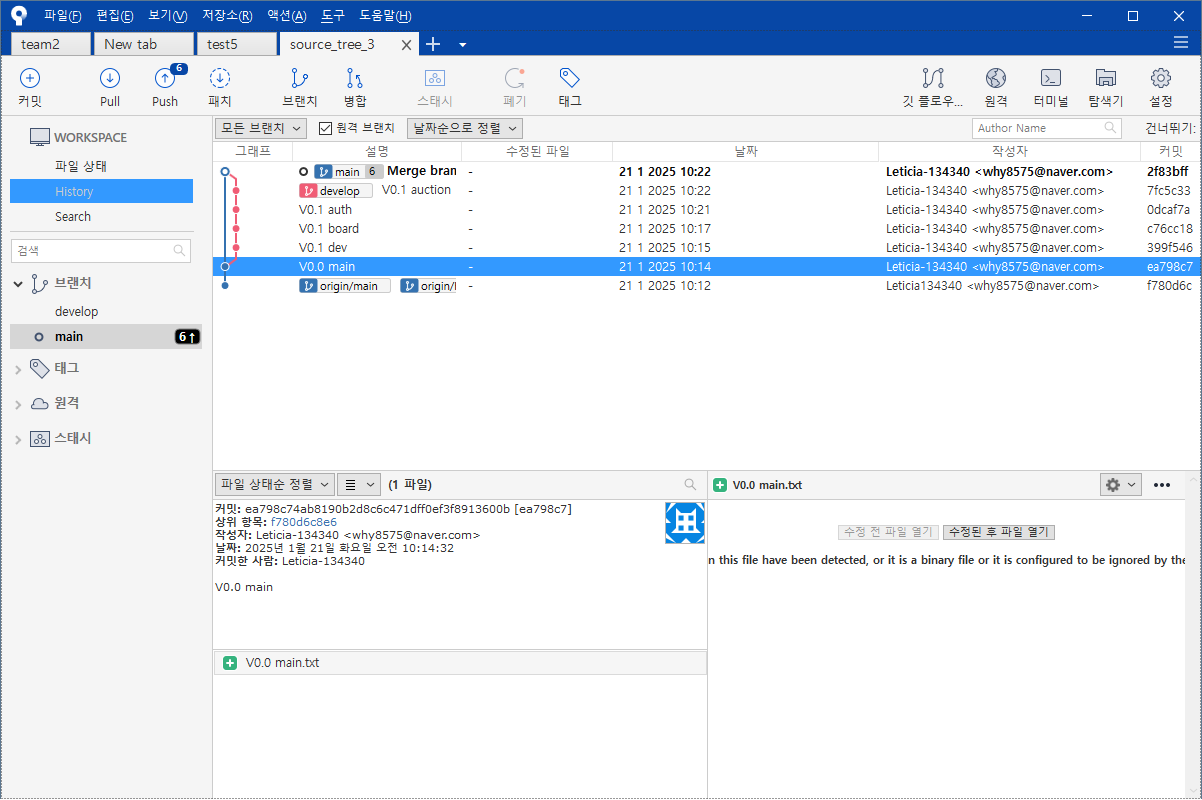 파일(F) 편집(E) 보기(V) 저장소(R) 액션(A) 도구 도움말(H)
team2 New tab test5 source_tree_3
커밋 Pull Push 6 패치 브랜치 병합 스태시 폐기 태그 깃 플로우... 원격 터미널 탐색기 설정
WORKSPACE
파일 상태
History
Search
검색
브랜치
develop
main 6↑
태그
원격
스태시
모든 브랜치 원격 브랜치 날짜순으로 정렬 Author Name 건너뛰기:
그래프 설명 수정된 파일 날짜 작성자 커밋
main 6 Merge bran - 21 1 2025 10:22 Leticia-134340 <why8575@naver.com> 2f83bff
develop V0.1 auction - 21 1 2025 10:22 Leticia-134340 <why8575@naver.com> 7fc5c33
V0.1 auth - 21 1 2025 10:21 Leticia-134340 <why8575@naver.com> 0dcaf7a
V0.1 board - 21 1 2025 10:17 Leticia-134340 <why8575@naver.com> c76cc18
V0.1 dev - 21 1 2025 10:15 Leticia-134340 <why8575@naver.com> 399f546
V0.0 main - 21 1 2025 10:14 Leticia-134340 <why8575@naver.com> ea798c7
origin/main origin/ - 21 1 2025 10:12 Leticia134340 <why8575@naver.com> f780d6c
파일 상태순 정렬 (1 파일)
커밋: ea798c74ab8190b2d8c6c471dff0ef3f8913600b [ea798c7]
상위 항목: f780d6c8e6
작성자: Leticia-134340 <why8575@naver.com>
날짜: 2025년 1월 21일 화요일 오전 10:14:32
커밋한 사람: Leticia-134340
V0.0 main
V0.0 main.txt
V0.0 main.txt
수정 전 파일 열기 수정된 후 파일 열기
n this file have been detected, or it is a binary file or it is configured to be ignored by the